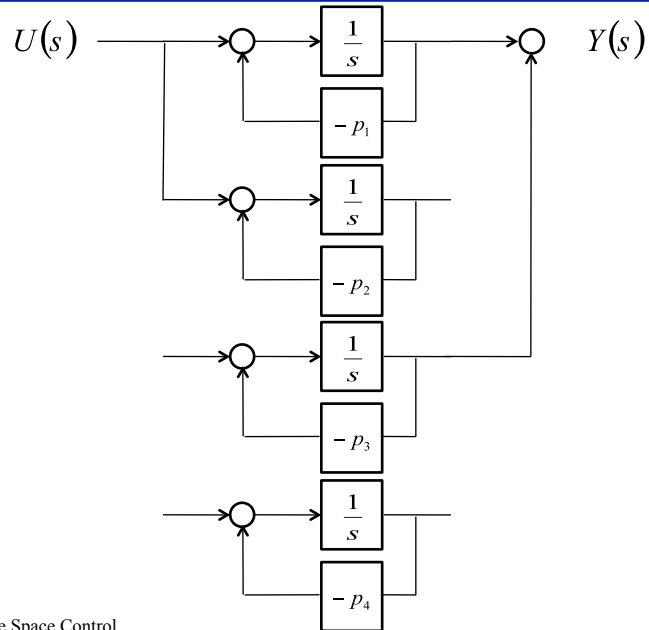 U(s)
1
s
Y(s)
− p₁
1
s
− p₂
1
s
− p₃
1
s
− p₄
e Space Control